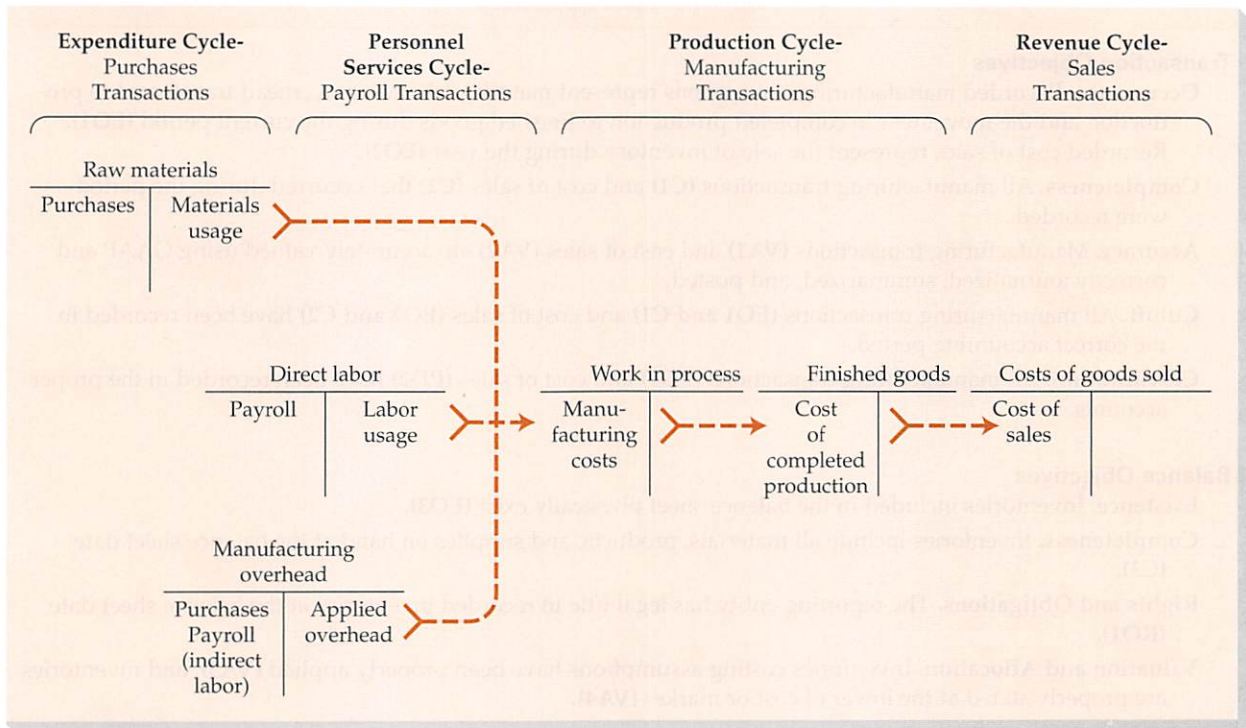 Expenditure Cycle-
Purchases
Transactions
Personnel
Services Cycle-
Payroll Transactions
Production Cycle-
Manufacturing
Transactions
Revenue Cycle-
Sales
Transactions
Raw materials
Purchases
Materials
usage
Direct labor
Payroll
Labor
usage
Work in process
Manu-
facturing
costs
Finished goods
Cost
of
completed
production
Costs of goods sold
Cost of
sales
Manufacturing
overhead
Purchases
Payroll
(indirect
labor)
Applied
overhead